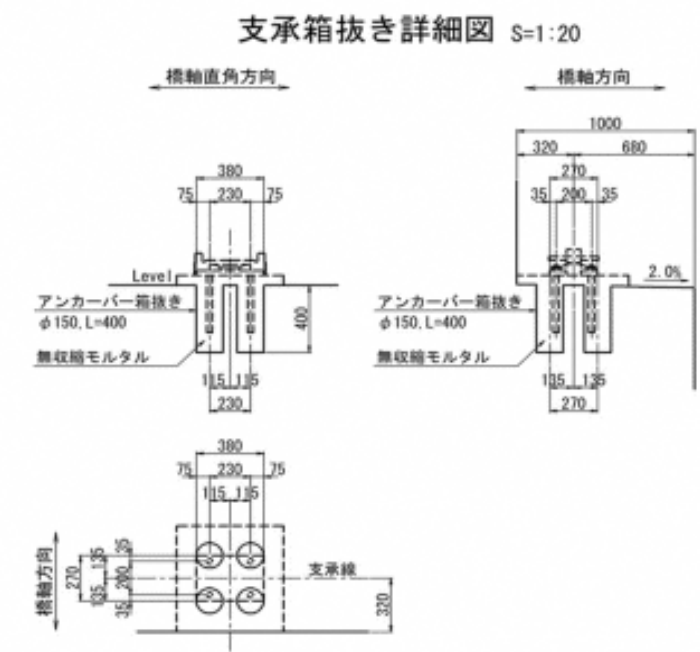 支承箱抜き詳細図 S=1:20
橋軸直角方向
380
75 230 75
Level
アンカーバー箱抜き
φ150,L=400
無収縮モルタル
400
115 115
230
橋軸方向
1000
320 680
270
35 200 35
2.0%
アンカーバー箱抜き
φ150,L=400
無収縮モルタル
135 135
270
380
75 230 75
115 115
橋軸方向
270
135
135
35
200
35
支承線
320